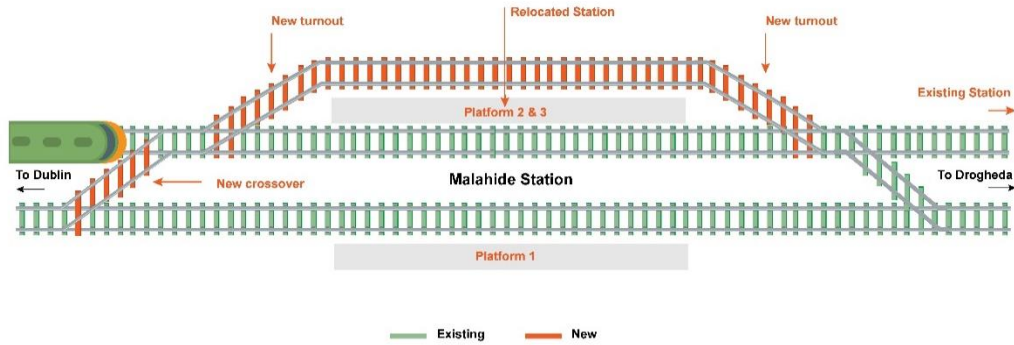 Relocated Station
New turnout
New turnout
Platform 2 & 3
Existing Station
To Dublin
New crossover
Malahide Station
To Drogheda
Platform 1
Existing
New